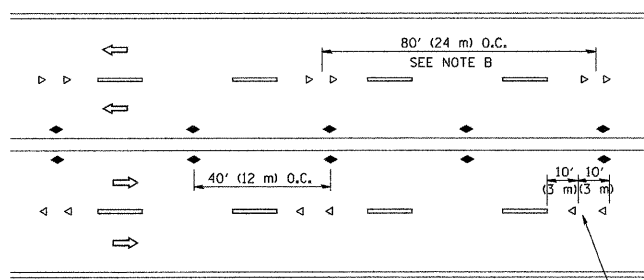 80' (24 m) O.C.
SEE NOTE B
40' (12 m) O.C.
10' 10'
(3 m) (3 m)